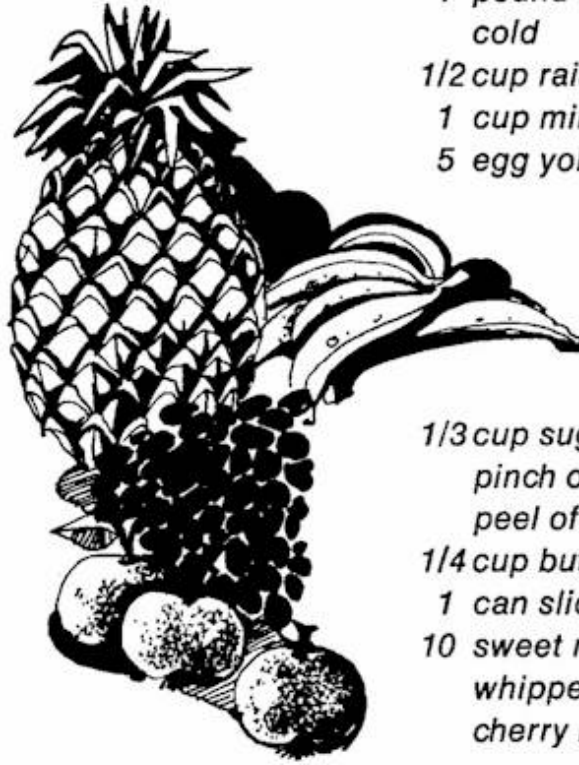 cold
1/2 cup rai
1 cup mi
5 egg yol
1/3 cup sug
pinch o
peel of
1/4 cup but
1 can slic
10 sweet r
whippe
cherry